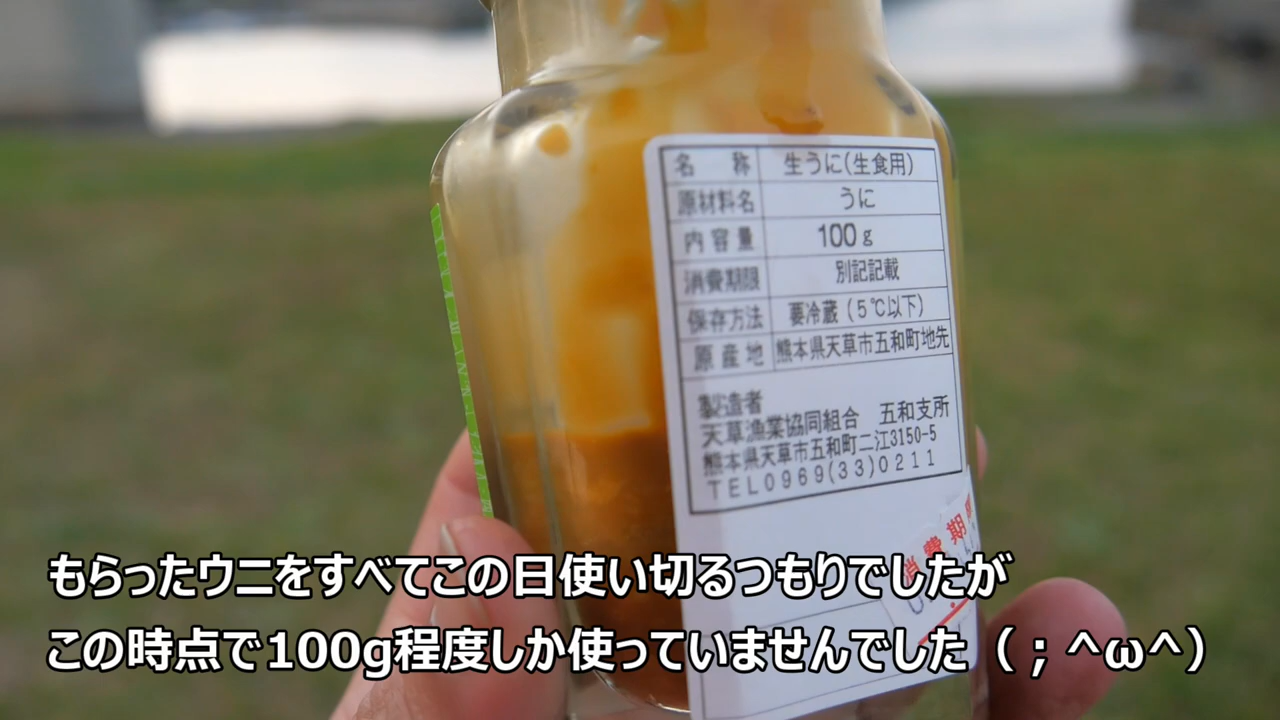 名 称 生うに(生食用)
原材料名 うに
内容量 100g
消費期限 別記記載
保存方法 要冷蔵(5℃以下)
原産地 熊本県天草市五和町地先
製造者
天草漁業協同組合 五和支所
熊本県天草市五和町二江3150-5
TEL0969(33)0211
消費期限
もらったウニをすべてこの日使い切るつもりでしたが
この時点で100g程度しか使っていませんでした(;^ω^)